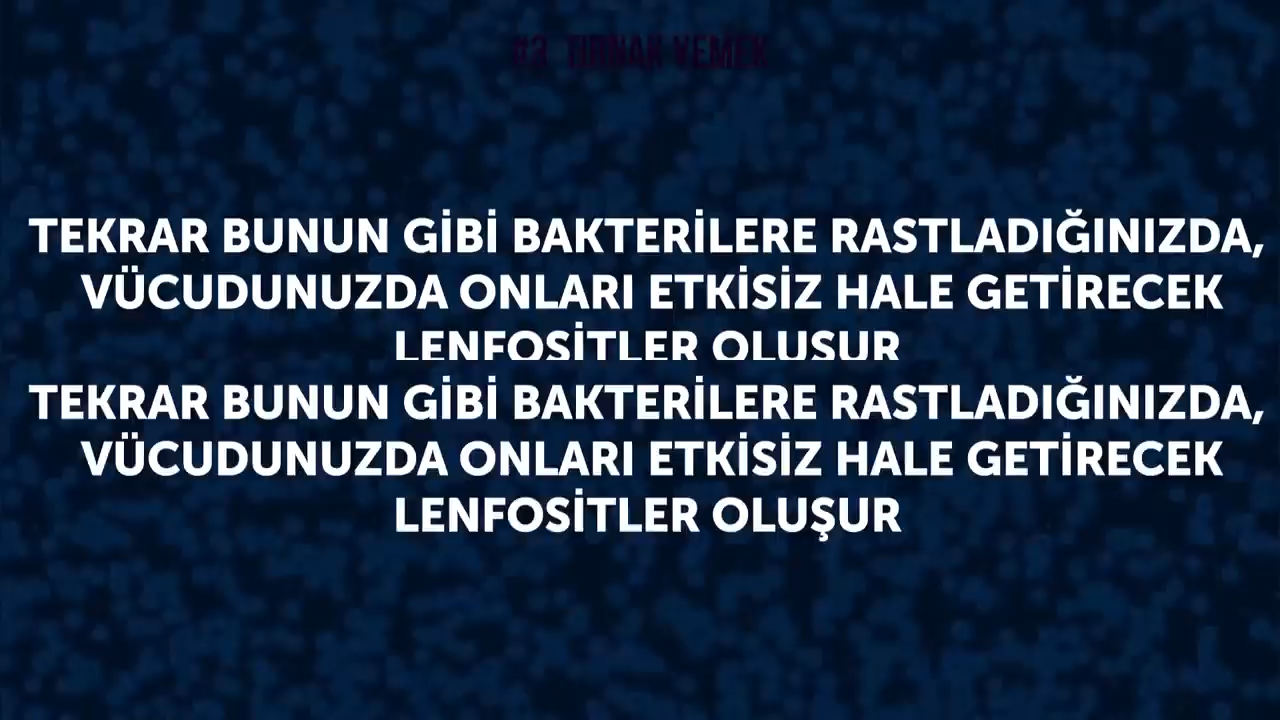 #3 TIRNAK YEMEK
TEKRAR BUNUN GİBİ BAKTERİLERE RASTLADIĞINIZDA,
VÜCUDUNUZDA ONLARI ETKİSİZ HALE GETİRECEK
LENFOSİTLER OLUŞUR
TEKRAR BUNUN GİBİ BAKTERİLERE RASTLADIĞINIZDA,
VÜCUDUNUZDA ONLARI ETKİSİZ HALE GETİRECEK
LENFOSİTLER OLUŞUR